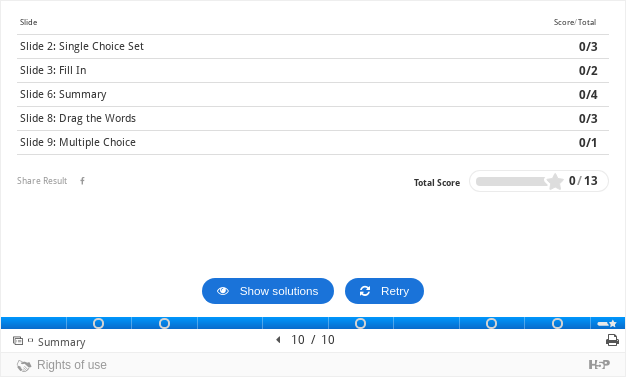 Slide Score/Total
Slide 2: Single Choice Set 0/3
Slide 3: Fill In 0/2
Slide 6: Summary 0/4
Slide 8: Drag the Words 0/3
Slide 9: Multiple Choice 0/1
Share Result Total Score 0/13
Show solutions Retry
Summary 10 / 10
Rights of use H5P